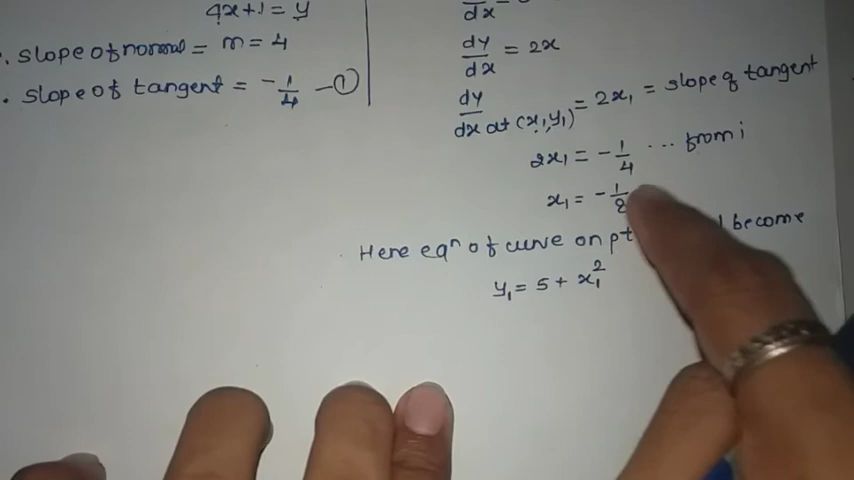 4x+1=y
. slope of normal = m = 4
. slope of tangent = -1/4 —①
dx
dy/dx = 2x
dy/dx at (x₁,y₁) = 2x₁ = slope of tangent
2x₁ = -1/4 ... from i
x₁ = -1/8
Here eqⁿ of curve on pt become
y₁ = 5 + x₁²